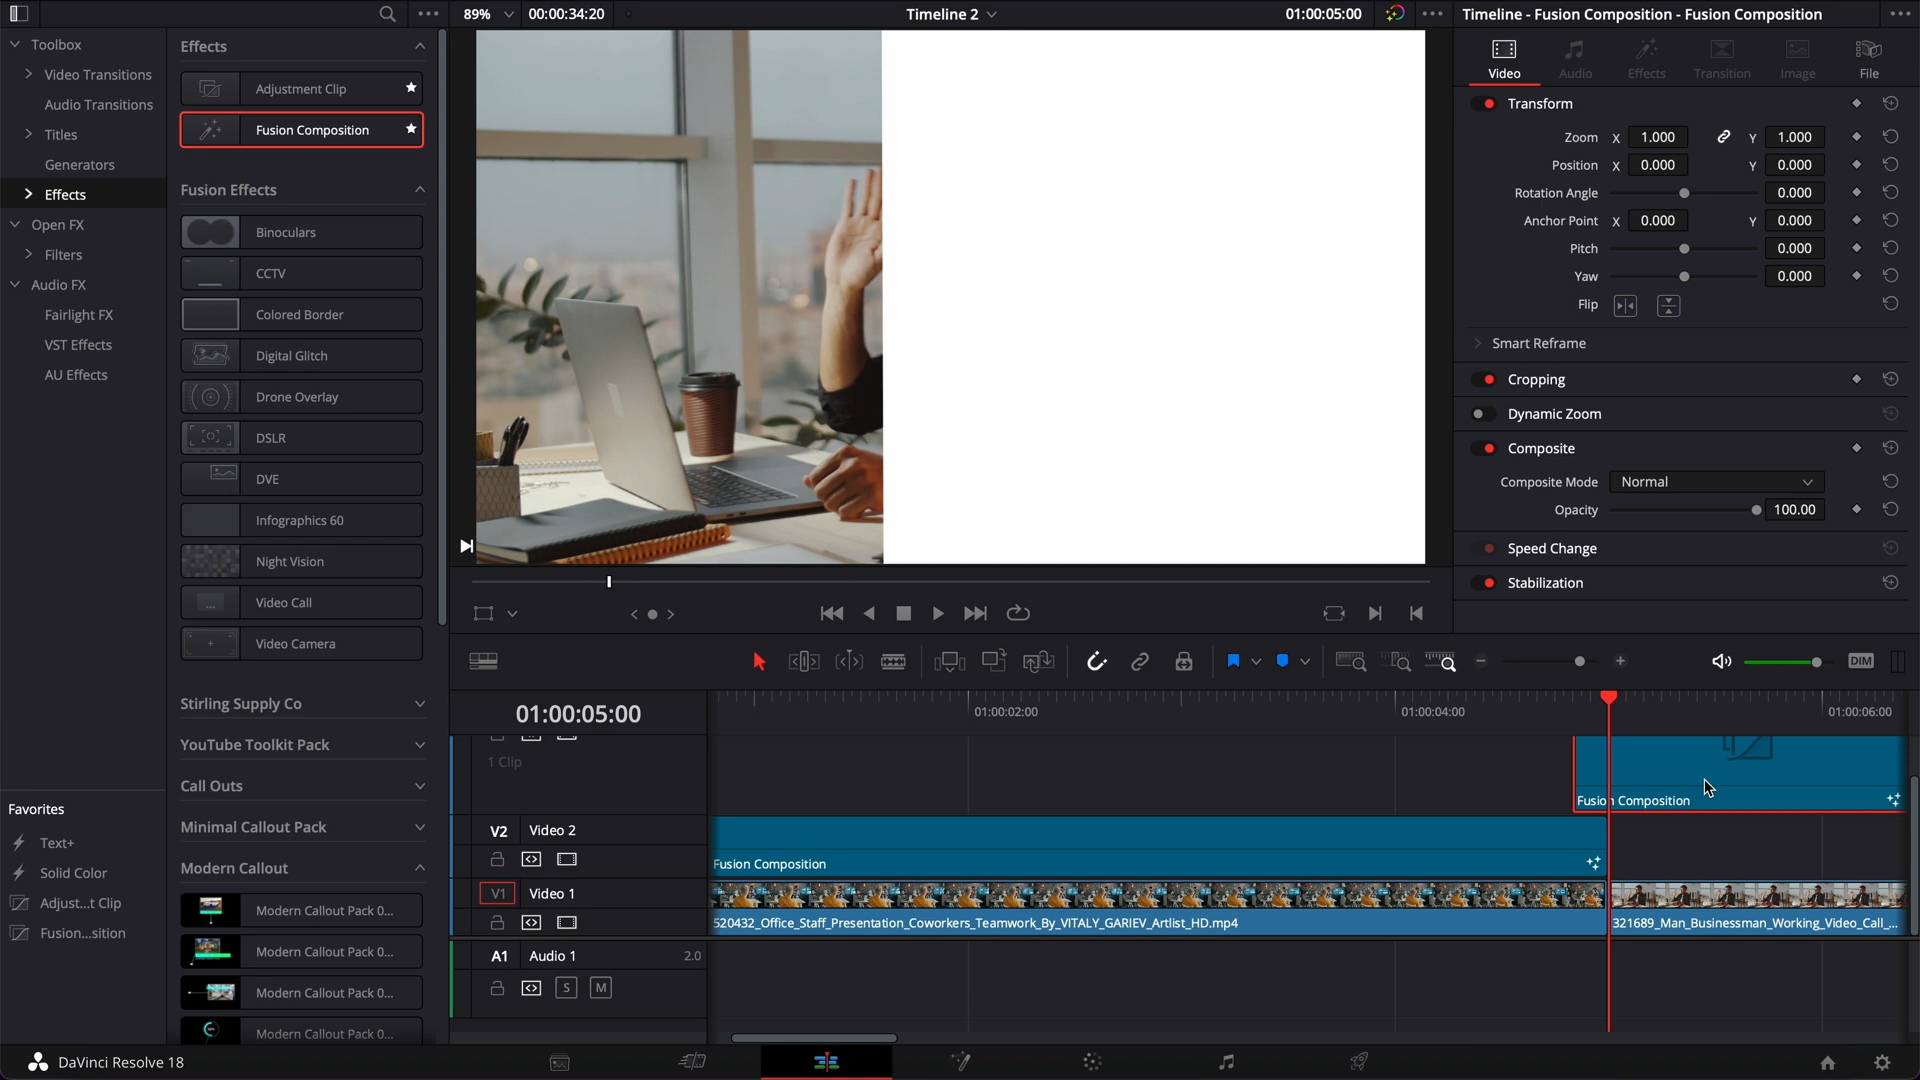 89% 00:00:34:20 Timeline 2 01:00:05:00 Timeline - Fusion Composition - Fusion Composition
Toolbox
Video Transitions
Audio Transitions
Titles
Generators
Effects
Open FX
Filters
Audio FX
Fairlight FX
VST Effects
AU Effects
Favorites
Text+
Solid Color
Adjust...t Clip
Fusion...sition
Effects
Adjustment Clip
Fusion Composition
Fusion Effects
Binoculars
CCTV
Colored Border
Digital Glitch
Drone Overlay
DSLR
DVE
Infographics 60
Night Vision
Video Call
Video Camera
Stirling Supply Co
YouTube Toolkit Pack
Call Outs
Minimal Callout Pack
Modern Callout
Modern Callout Pack 0...
Modern Callout Pack 0...
Modern Callout Pack 0...
Modern Callout Pack 0...
Video Audio Effects Transition Image File
Transform
Zoom X 1.000 Y 1.000
Position X 0.000 Y 0.000
Rotation Angle 0.000
Anchor Point X 0.000 Y 0.000
Pitch 0.000
Yaw 0.000
Flip
Smart Reframe
Cropping
Dynamic Zoom
Composite
Composite Mode Normal
Opacity 100.00
Speed Change
Stabilization
DIM
01:00:05:00 01:00:02:00 01:00:04:00 01:00:06:00
1 Clip
Fusion Composition
V2 Video 2
Fusion Composition
V1 Video 1
520432_Office_Staff_Presentation_Coworkers_Teamwork_By_VITALY_GARIEV_Artlist_HD.mp4 321689_Man_Businessman_Working_Video_Call_...
A1 Audio 1 2.0
S M
DaVinci Resolve 18